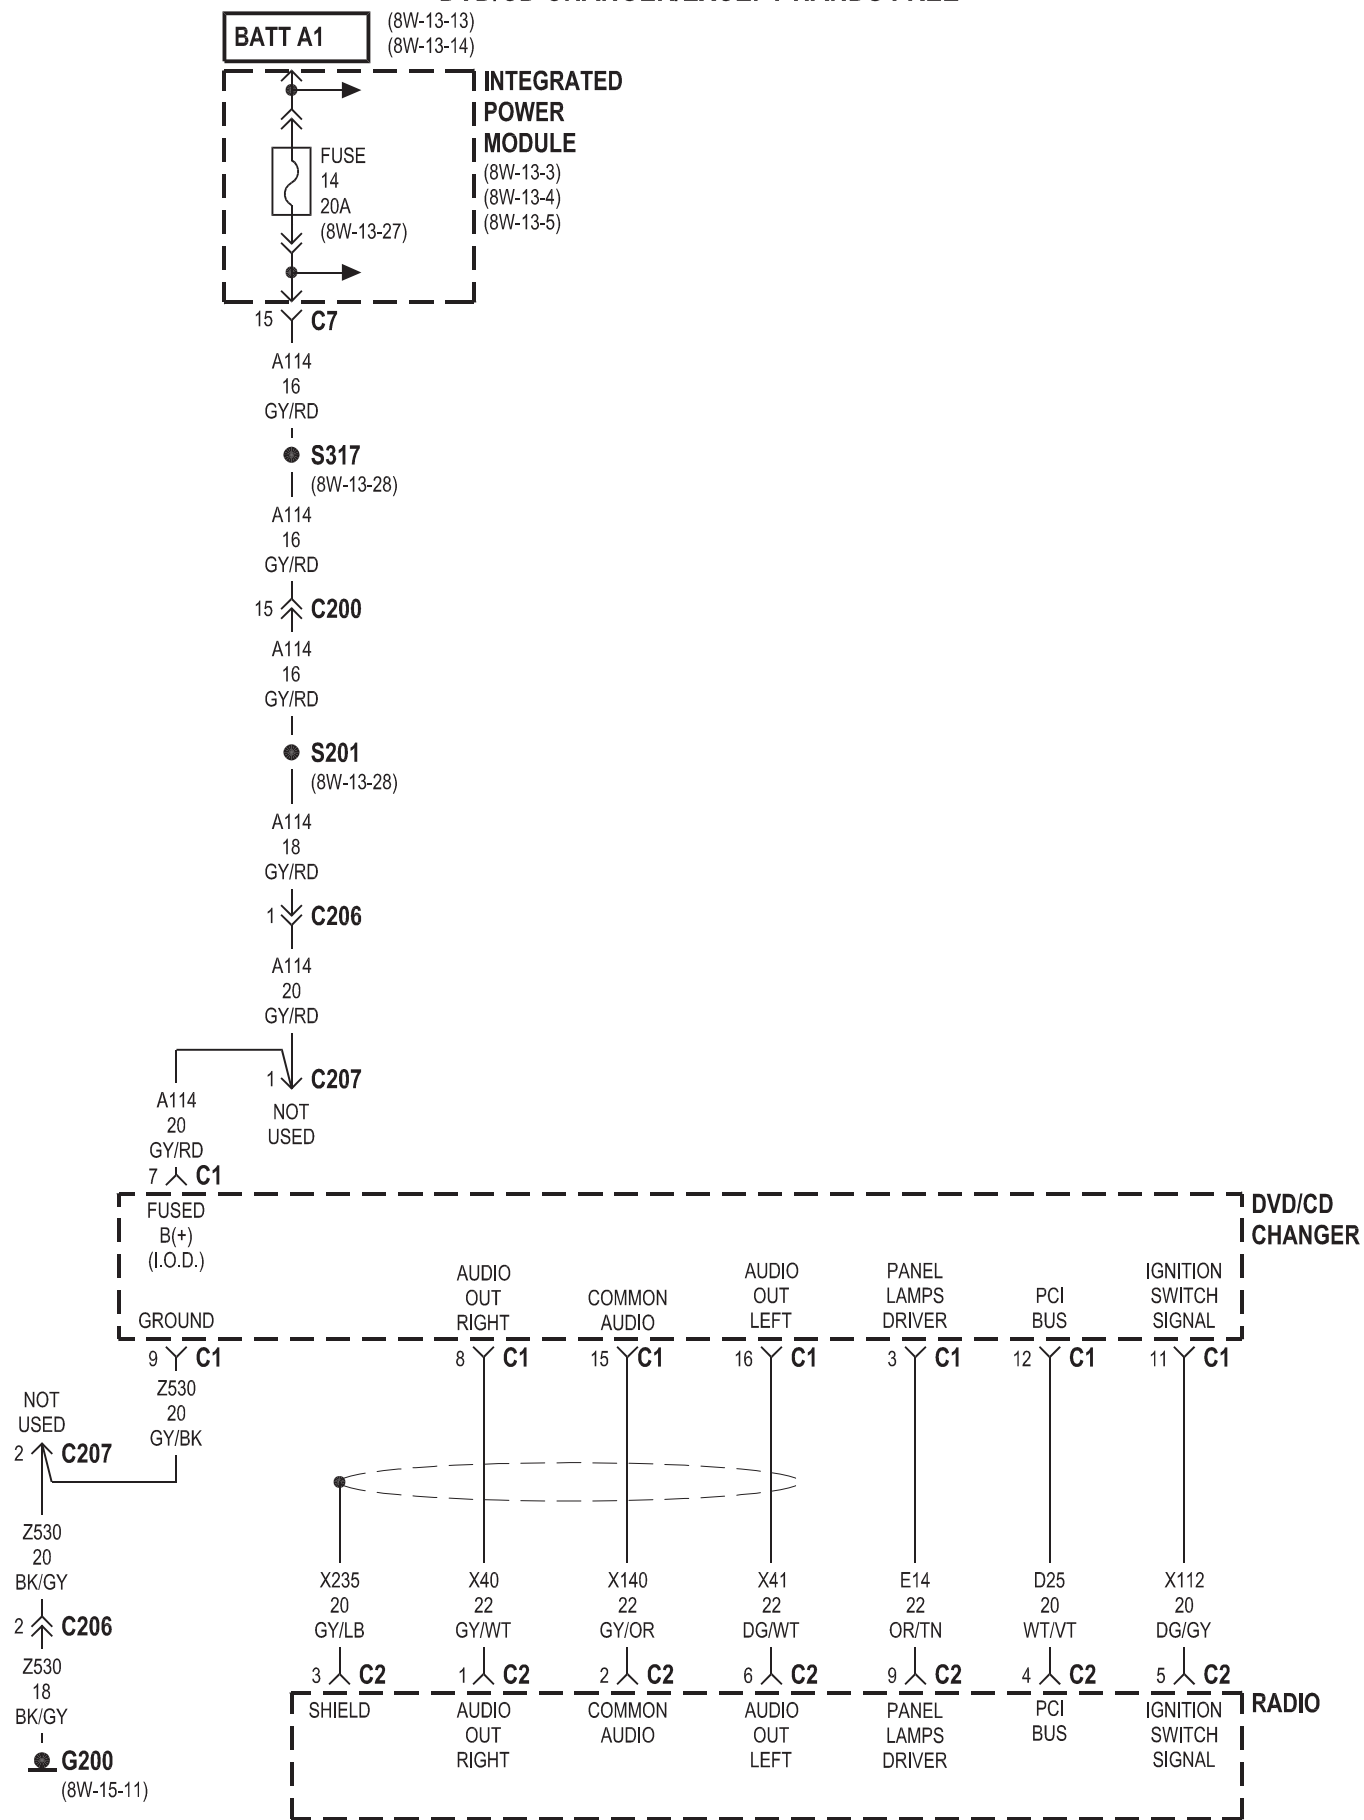 BATT A1
(8W-13-13)
(8W-13-14)
INTEGRATED
POWER
MODULE
(8W-13-3)
(8W-13-4)
(8W-13-5)
FUSE
14
20A
(8W-13-27)
15 C7
A114
16
GY/RD
S317
(8W-13-28)
A114
16
GY/RD
15 C200
A114
16
GY/RD
S201
(8W-13-28)
A114
18
GY/RD
1 C206
A114
20
GY/RD
1 C207
NOT
USED
A114
20
GY/RD
7 C1
DVD/CD
CHANGER
FUSED
B(+)
(I.O.D.)
GROUND
AUDIO
OUT
RIGHT
COMMON
AUDIO
AUDIO
OUT
LEFT
PANEL
LAMPS
DRIVER
PCI
BUS
IGNITION
SWITCH
SIGNAL
9 C1
8 C1
15 C1
16 C1
3 C1
12 C1
11 C1
Z530
20
GY/BK
NOT
USED
2 C207
Z530
20
BK/GY
2 C206
Z530
18
BK/GY
G200
(8W-15-11)
X235
20
GY/LB
3 C2
X40
22
GY/WT
1 C2
X140
22
GY/OR
2 C2
X41
22
DG/WT
6 C2
E14
22
OR/TN
9 C2
D25
20
WT/VT
4 C2
X112
20
DG/GY
5 C2
RADIO
SHIELD
AUDIO
OUT
RIGHT
COMMON
AUDIO
AUDIO
OUT
LEFT
PANEL
LAMPS
DRIVER
PCI
BUS
IGNITION
SWITCH
SIGNAL